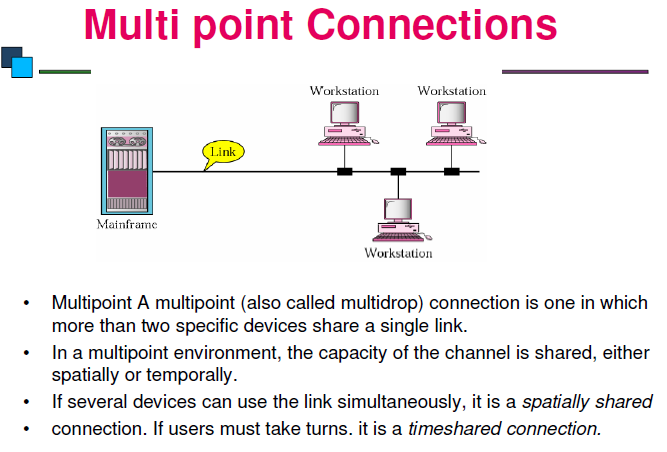 Multi point Connections
Workstation Workstation
Link
Mainframe
Workstation
• Multipoint A multipoint (also called multidrop) connection is one in which
more than two specific devices share a single link.
• In a multipoint environment, the capacity of the channel is shared, either
spatially or temporally.
• If several devices can use the link simultaneously, it is a spatially shared
• connection. If users must take turns. it is a timeshared connection.